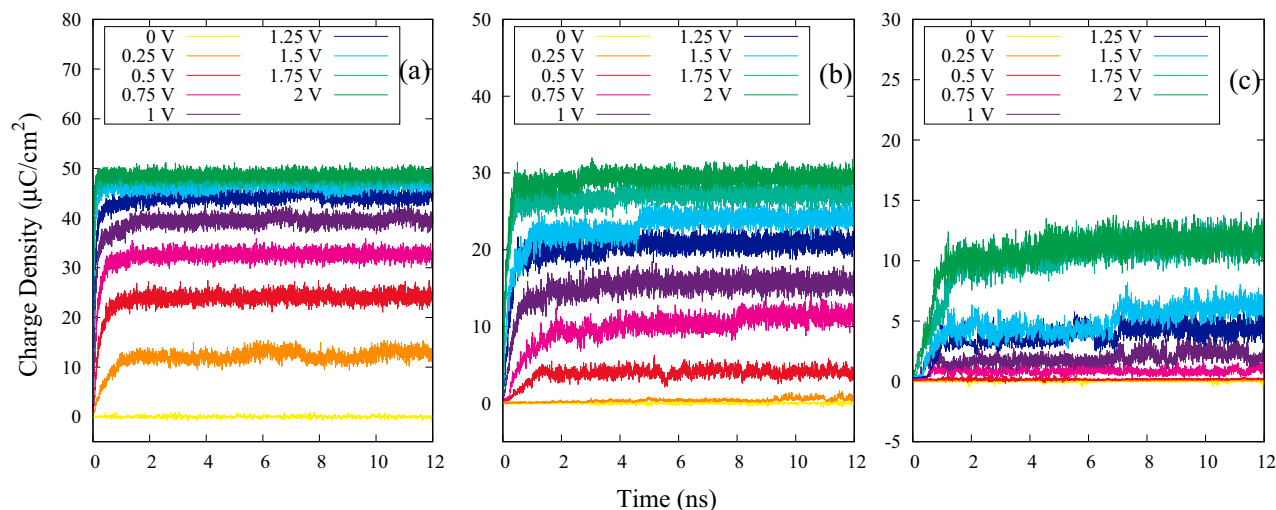 Charge Density (μC/cm²)
80
70
60
50
40
30
20
10
0
0 2 4 6 8 10 12
0 V 1.25 V
0.25 V 1.5 V
0.5 V 1.75 V
0.75 V 2 V
1 V
(a)
50
40
30
20
10
0
0 2 4 6 8 10 12
0 V 1.25 V
0.25 V 1.5 V
0.5 V 1.75 V
0.75 V 2 V
1 V
(b)
30
25
20
15
10
5
0
-5
0 2 4 6 8 10 12
0 V 1.25 V
0.25 V 1.5 V
0.5 V 1.75 V
0.75 V 2 V
1 V
(c)
Time (ns)